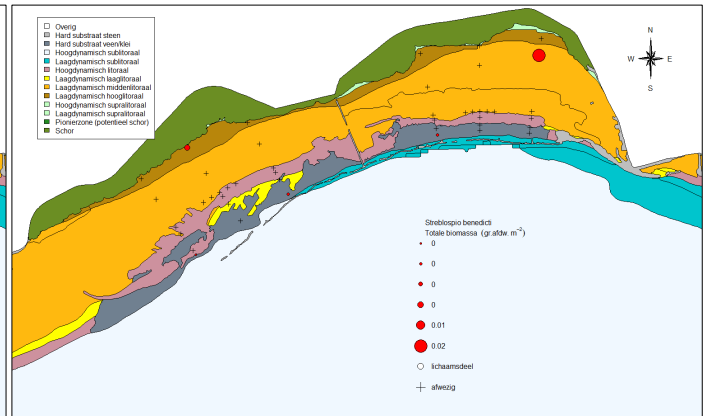 Overig
Hard substraat steen
Hard substraat veen/klei
Hoogdynamisch sublitoraal
Laagdynamisch sublitoraal
Hoogdynamisch litoraal
Laagdynamisch laaglitoraal
Laagdynamisch middenlitoraal
Laagdynamisch hooglitoraal
Hoogdynamisch supralitoraal
Laagdynamisch supralitoraal
Pionierzone (potentieel schor)
Schor
N
W E
S
Streblospio benedicti
Totale biomassa (gr.afdw. m⁻²)
0
0
0
0
0.01
0.02
lichaamsdeel
afwezig